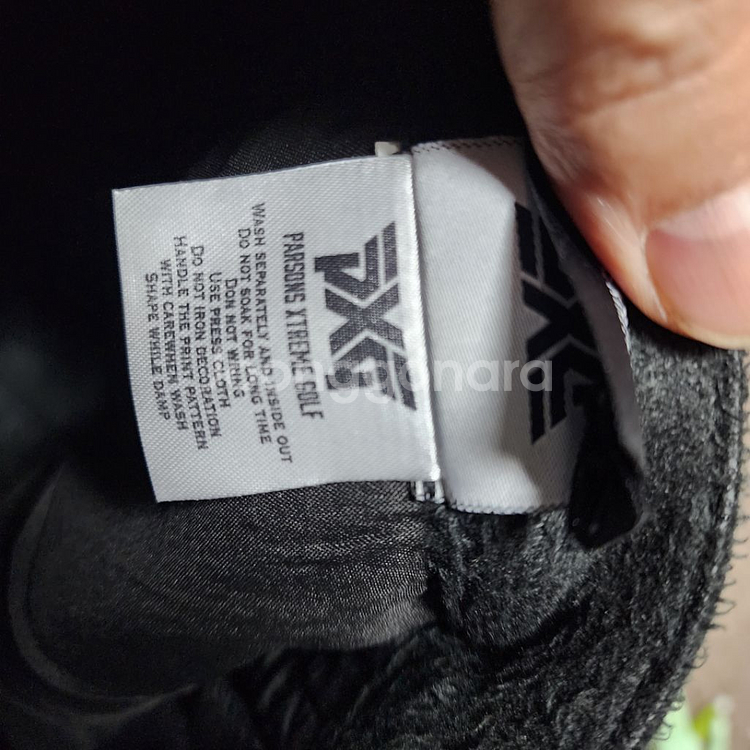 PXG
PARSONS XTREME GOLF
WASH SEPARATELY AND INSIDE OUT
DO NOT SOAK FOR LONG TIME
DON NOT WRING
USE PRESS CLOTH
DO NOT IRON DECORATION
HANDLE THE PRINT PATTERN
WITH CAREWHEN WASH
SHAPE WHILE DAMP
PXG